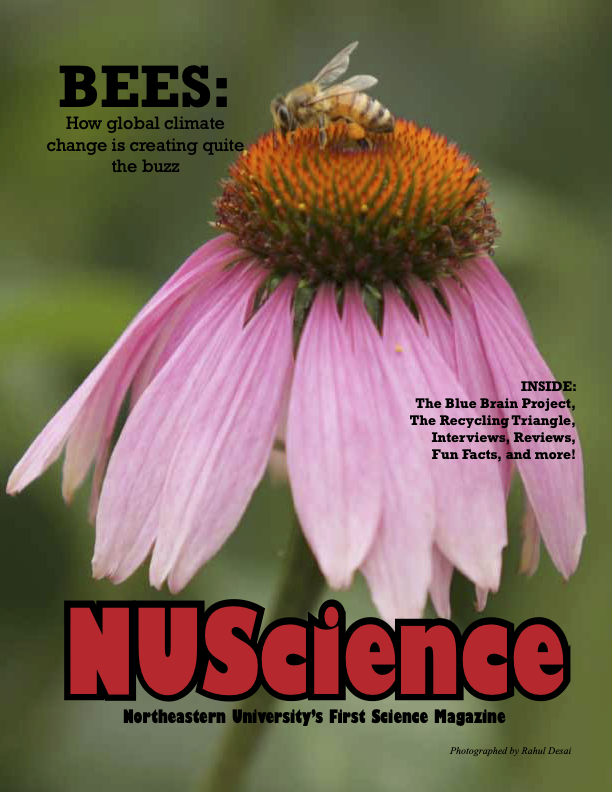 BEES:
How global climate
change is creating quite
the buzz
INSIDE:
The Blue Brain Project,
The Recycling Triangle,
Interviews, Reviews,
Fun Facts, and more!
NUScience
Northeastern University's First Science Magazine
Photographed by Rahul Desai